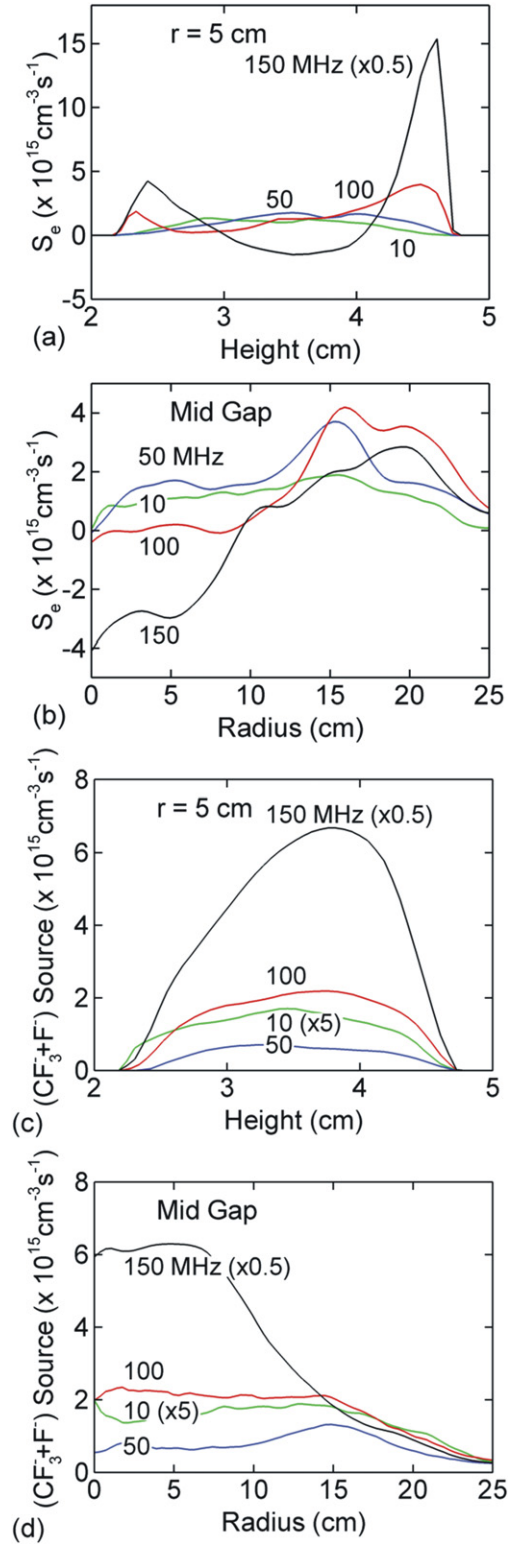 15
10
5
0
-5
S_e (x 10^15 cm^-3 s^-1)
r = 5 cm
150 MHz (x0.5)
50
100
10
2
3
4
5
Height (cm)
(a)
4
2
0
-2
-4
S_e (x 10^15 cm^-3 s^-1)
Mid Gap
50 MHz
10
100
150
0
5
10
15
20
25
Radius (cm)
(b)
8
6
4
2
0
(CF_3^-+F^-) Source (x 10^15 cm^-3 s^-1)
r = 5 cm
150 MHz (x0.5)
100
10 (x5)
50
2
3
4
5
Height (cm)
(c)
8
6
4
2
0
(CF_3^-+F^-) Source (x 10^15 cm^-3 s^-1)
Mid Gap
150 MHz (x0.5)
100
10 (x5)
50
0
5
10
15
20
25
Radius (cm)
(d)